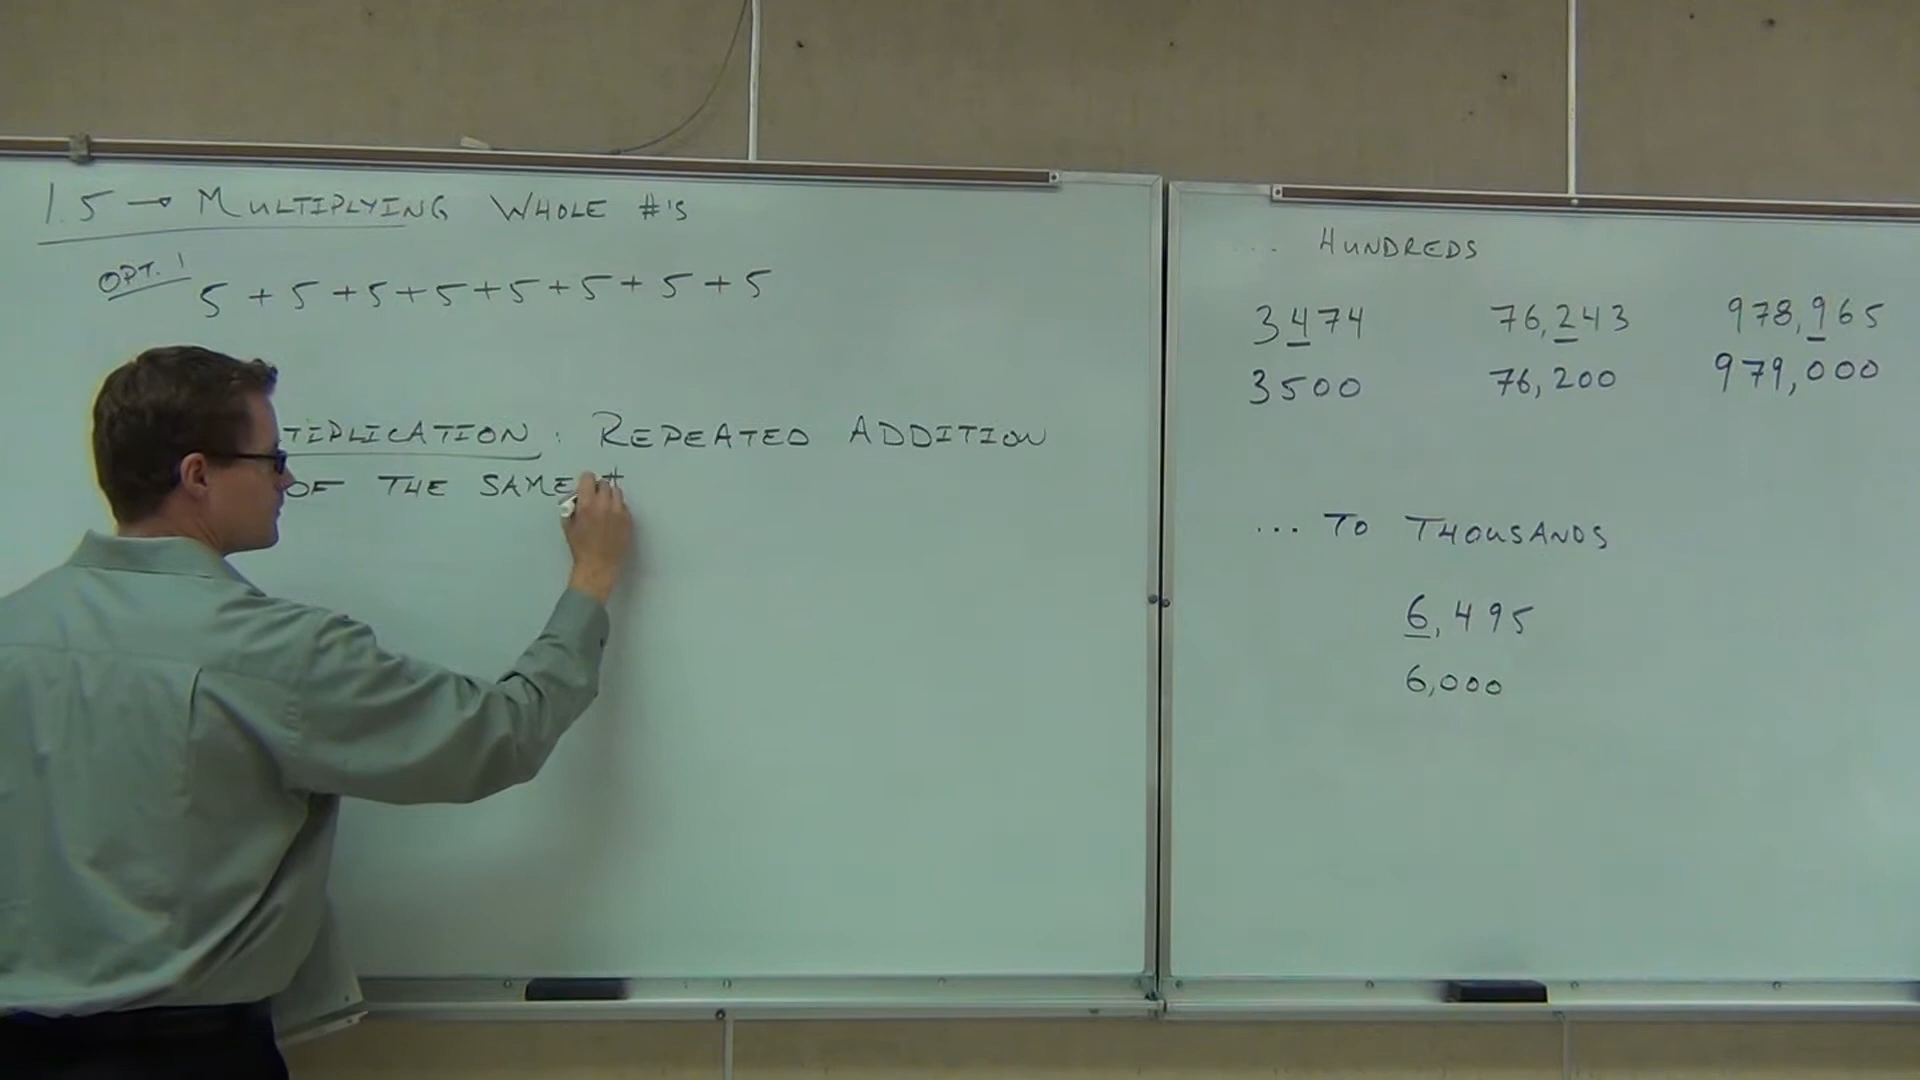 1.5 → MULTIPLYING WHOLE #'S
OPT. 1
5 + 5 + 5 + 5 + 5 + 5 + 5 + 5
TIPLICATION : REPEATED ADDITION
OF THE SAME #
... HUNDREDS
3474 76,243 978,965
3500 76,200 979,000
... TO THOUSANDS
6,495
6,000